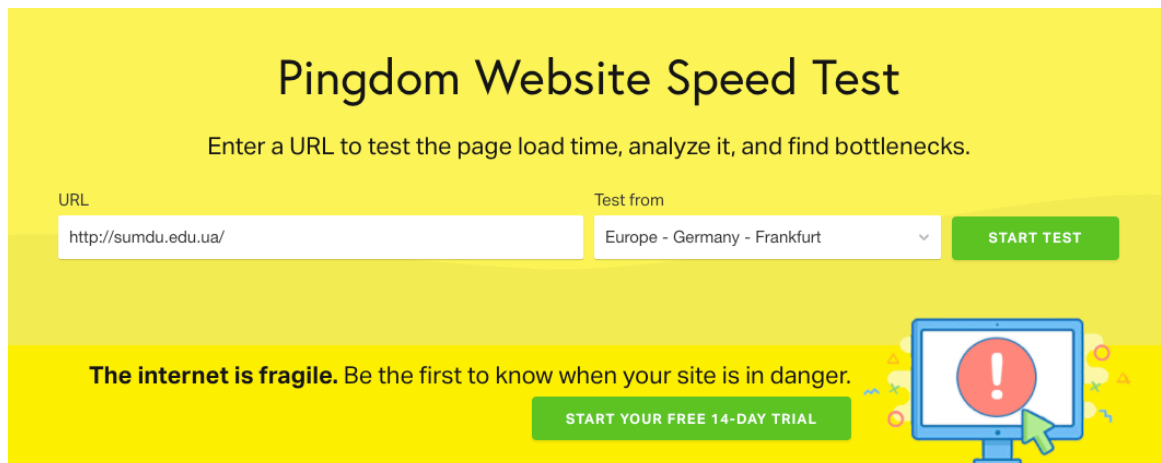 Pingdom Website Speed Test
Enter a URL to test the page load time, analyze it, and find bottlenecks.
URL
Test from
http://sumdu.edu.ua/
Europe - Germany - Frankfurt
START TEST
The internet is fragile. Be the first to know when your site is in danger.
START YOUR FREE 14-DAY TRIAL
!